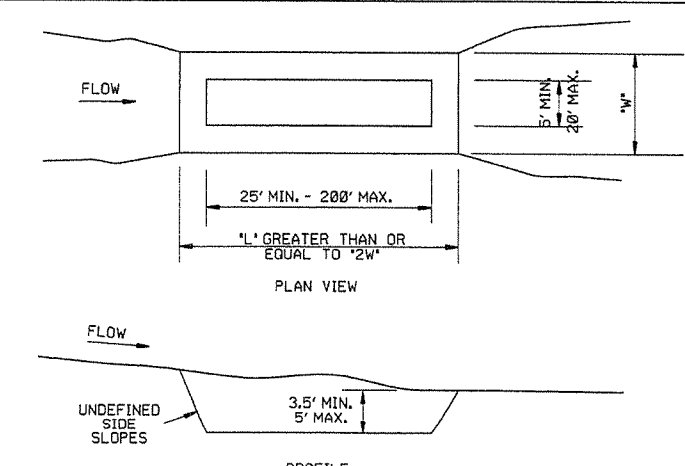 FLOW
5' MIN.
20' MAX.
"W"
25' MIN. - 200' MAX.
"L" GREATER THAN OR
EQUAL TO "2W"
PLAN VIEW
FLOW
3.5' MIN.
5' MAX.
UNDEFINED
SIDE
SLOPES
PROFILE